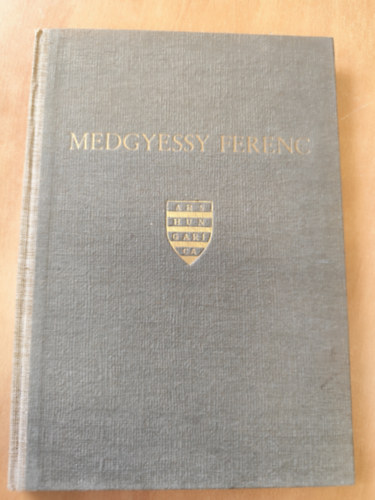 MEDGYESSY FERENC
ARS
HUN
GARI
CA